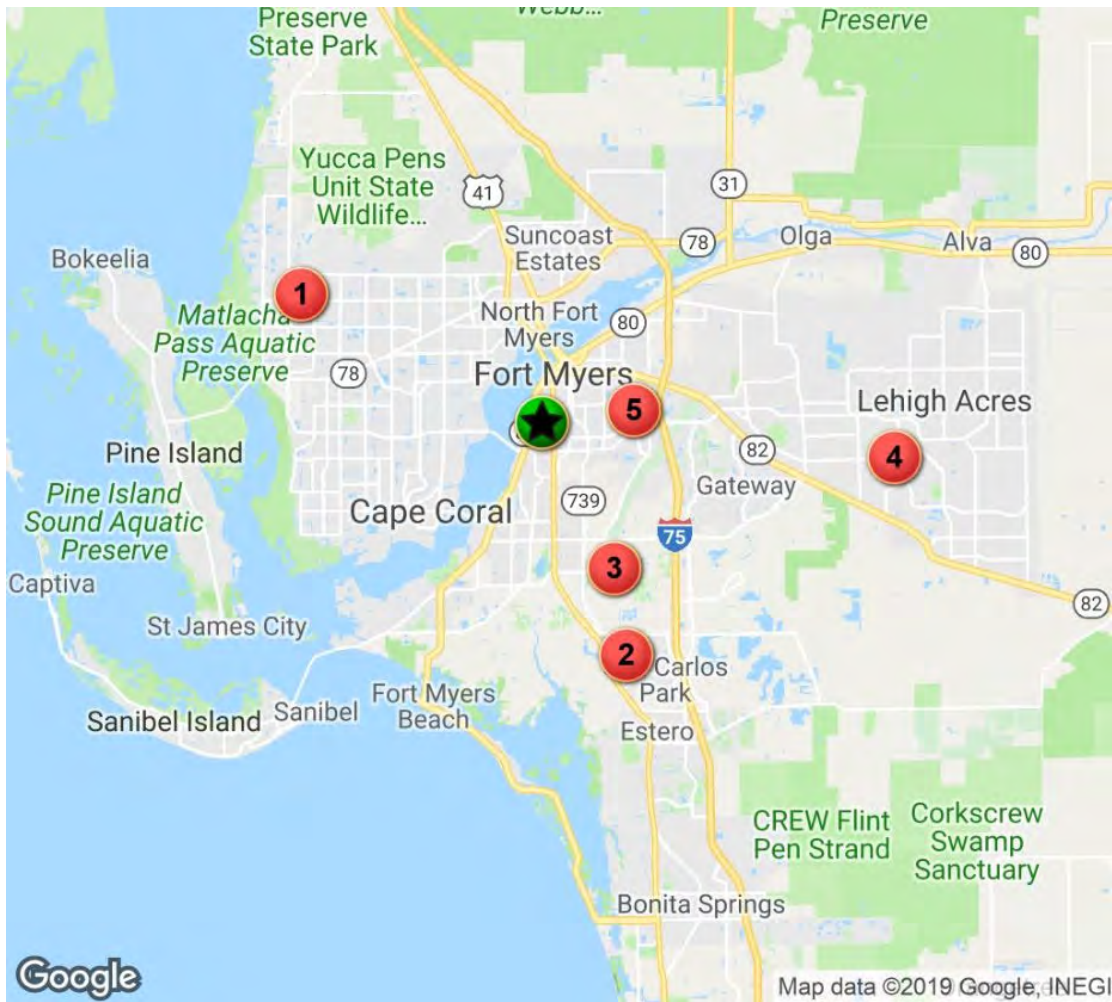 Webb...
Preserve
State Park
Preserve
Yucca Pens
Unit State
Wildlife...
41
31
Suncoast
Estates
78
Olga
Alva
80
Bokeelia
1
Matlacha
Pass Aquatic
Preserve
North Fort
Myers
80
78
Fort Myers
5
Lehigh Acres
4
82
Pine Island
Gateway
Pine Island
Sound Aquatic
Preserve
Cape Coral
739
75
3
Captiva
82
St James City
2
Carlos
Park
Fort Myers
Beach
Sanibel
Sanibel Island
Estero
CREW Flint
Pen Strand
Corkscrew
Swamp
Sanctuary
Bonita Springs
Google
Map data ©2019 Google, INEGI